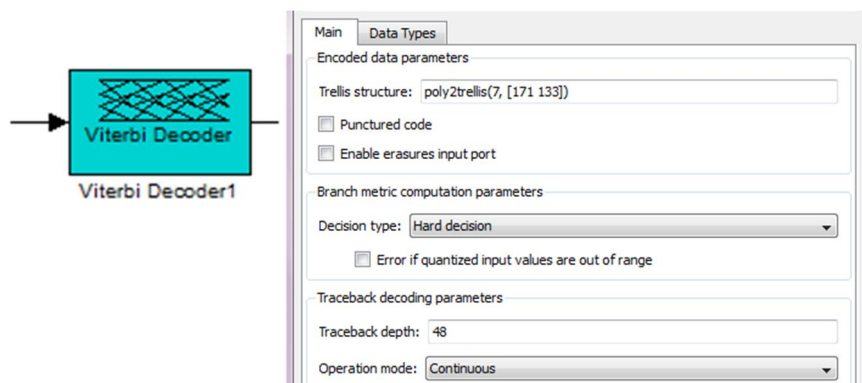 Viterbi Decoder
Viterbi Decoder1
Main
Data Types
Encoded data parameters
Trellis structure: poly2trellis(7, [171 133])
Punctured code
Enable erasures input port
Branch metric computation parameters
Decision type: Hard decision
Error if quantized input values are out of range
Traceback decoding parameters
Traceback depth: 48
Operation mode: Continuous